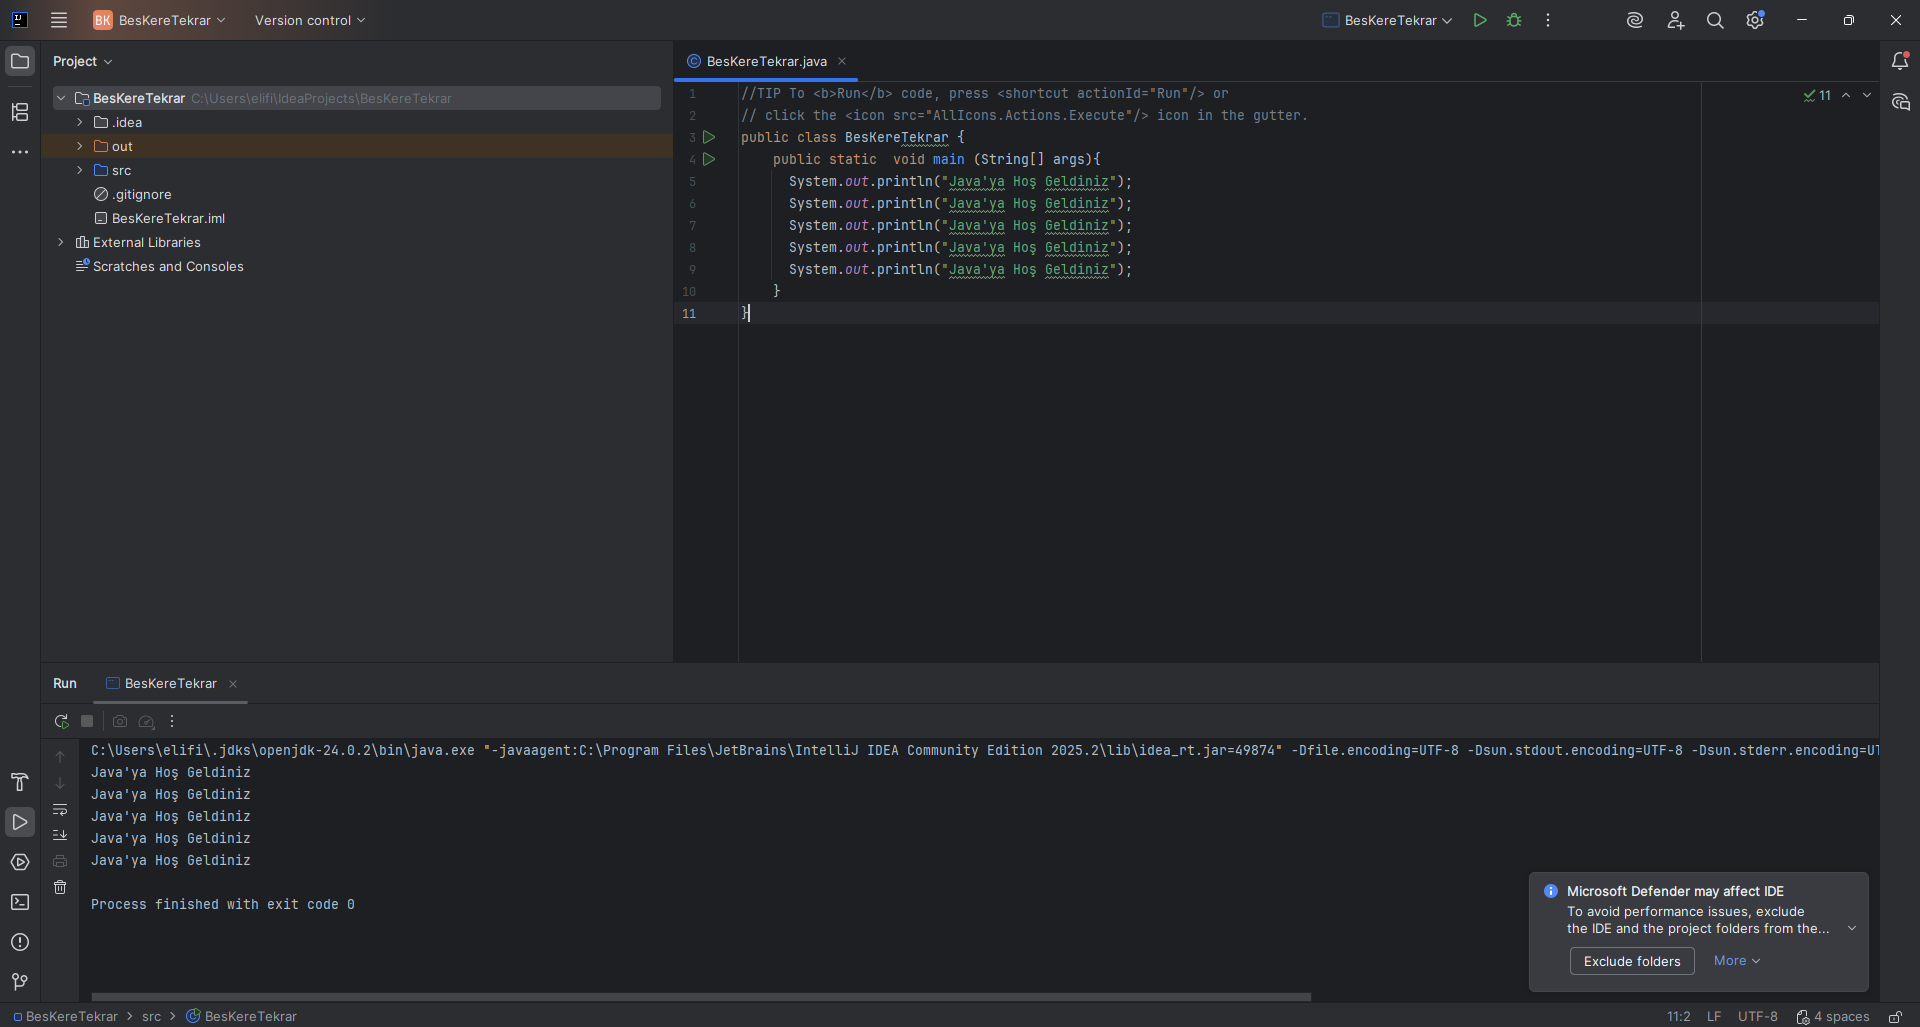 BK BesKereTekrar Version control BesKereTekrar
Project
BesKereTekrar C:\Users\elifi\IdeaProjects\BesKereTekrar
.idea
out
src
.gitignore
BesKereTekrar.iml
External Libraries
Scratches and Consoles
BesKereTekrar.java
11
1 //TIP To <b>Run</b> code, press <shortcut actionId="Run"/> or
2 // click the <icon src="AllIcons.Actions.Execute"/> icon in the gutter.
3 public class BesKereTekrar {
4 public static  void main (String[] args){
5 System.out.println("Java'ya Hoş Geldiniz");
6 System.out.println("Java'ya Hoş Geldiniz");
7 System.out.println("Java'ya Hoş Geldiniz");
8 System.out.println("Java'ya Hoş Geldiniz");
9 System.out.println("Java'ya Hoş Geldiniz");
10 }
11 }
Run BesKereTekrar
C:\Users\elifi\.jdks\openjdk-24.0.2\bin\java.exe "-javaagent:C:\Program Files\JetBrains\IntelliJ IDEA Community Edition 2025.2\lib\idea_rt.jar=49874" -Dfile.encoding=UTF-8 -Dsun.stdout.encoding=UTF-8 -Dsun.stderr.encoding=UT
Java'ya Hoş Geldiniz
Java'ya Hoş Geldiniz
Java'ya Hoş Geldiniz
Java'ya Hoş Geldiniz
Java'ya Hoş Geldiniz
Process finished with exit code 0
Microsoft Defender may affect IDE
To avoid performance issues, exclude
the IDE and the project folders from the...
Exclude folders More
BesKereTekrar > src > BesKereTekrar
11:2 LF UTF-8 4 spaces